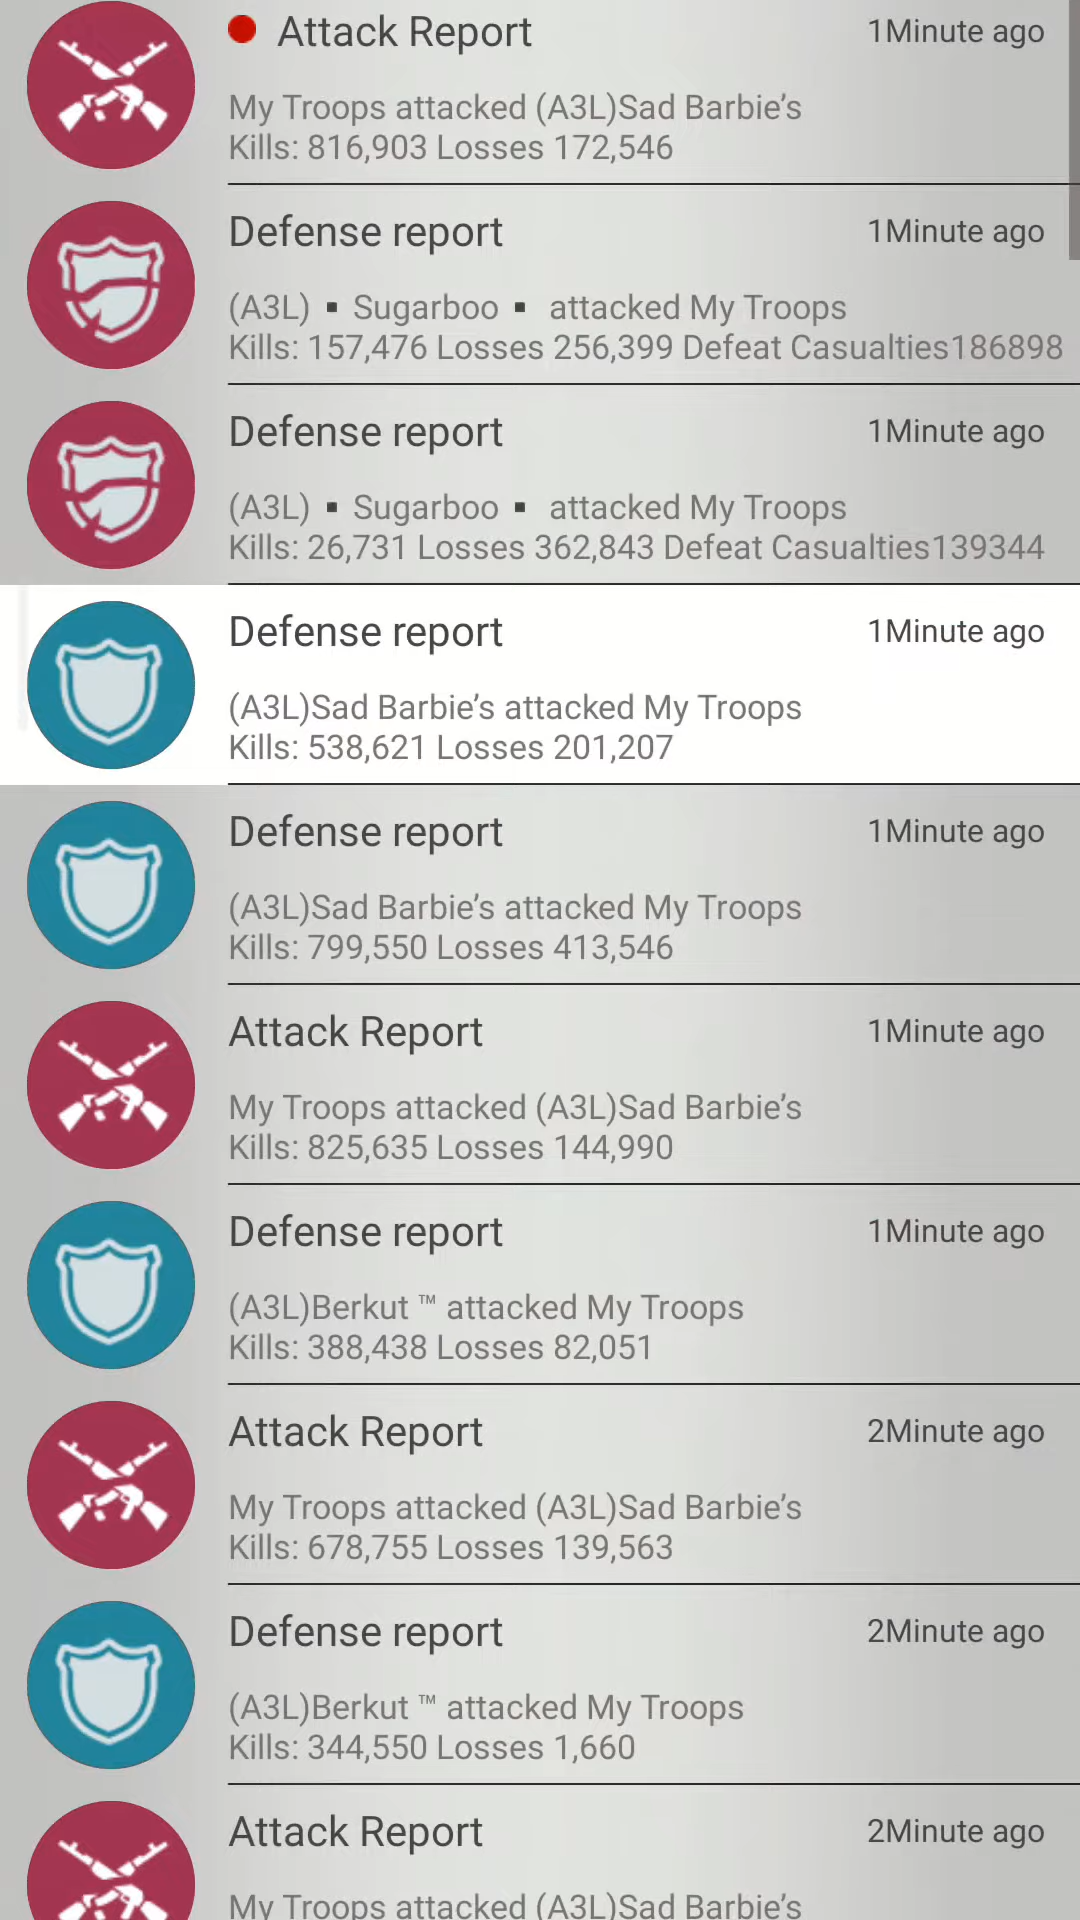 Attack Report
1Minute ago
My Troops attacked (A3L)Sad Barbie’s
Kills: 816,903 Losses 172,546
Defense report
1Minute ago
(A3L) ▪ Sugarboo ▪ attacked My Troops
Kills: 157,476 Losses 256,399 Defeat Casualties186898
Defense report
1Minute ago
(A3L) ▪ Sugarboo ▪ attacked My Troops
Kills: 26,731 Losses 362,843 Defeat Casualties139344
Defense report
1Minute ago
(A3L)Sad Barbie’s attacked My Troops
Kills: 538,621 Losses 201,207
Defense report
1Minute ago
(A3L)Sad Barbie’s attacked My Troops
Kills: 799,550 Losses 413,546
Attack Report
1Minute ago
My Troops attacked (A3L)Sad Barbie’s
Kills: 825,635 Losses 144,990
Defense report
1Minute ago
(A3L)Berkut ™ attacked My Troops
Kills: 388,438 Losses 82,051
Attack Report
2Minute ago
My Troops attacked (A3L)Sad Barbie’s
Kills: 678,755 Losses 139,563
Defense report
2Minute ago
(A3L)Berkut ™ attacked My Troops
Kills: 344,550 Losses 1,660
Attack Report
2Minute ago
My Troops attacked (A3L)Sad Barbie’s